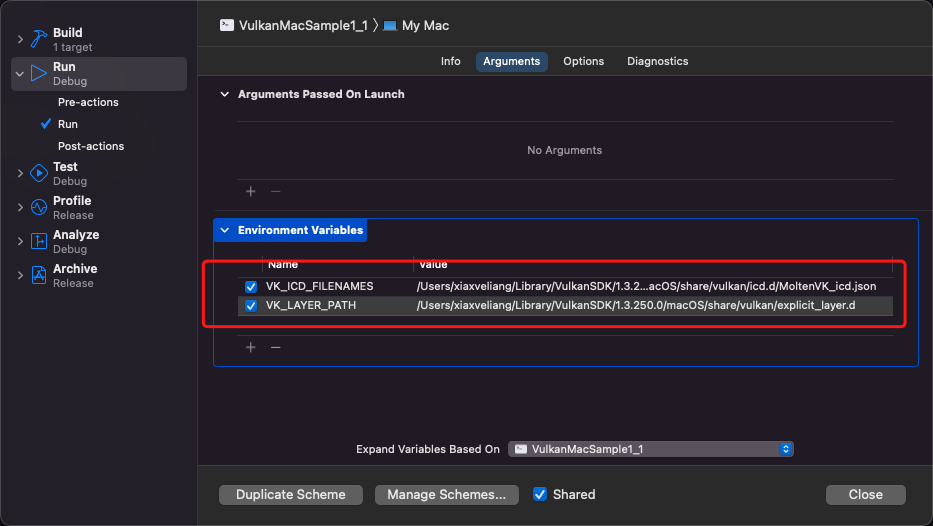 VulkanMacSample1_1 〉 My Mac
Build
1 target
Run
Debug
Pre-actions
Run
Post-actions
Test
Debug
Profile
Release
Analyze
Debug
Archive
Release
Info Arguments Options Diagnostics
Arguments Passed On Launch
No Arguments
Environment Variables
Name Value
VK_ICD_FILENAMES /Users/xiaxveliang/Library/VulkanSDK/1.3.2...acOS/share/vulkan/icd.d/MoltenVK_icd.json
VK_LAYER_PATH /Users/xiaxveliang/Library/VulkanSDK/1.3.250.0/macOS/share/vulkan/explicit_layer.d
Expand Variables Based On VulkanMacSample1_1
Duplicate Scheme Manage Schemes... Shared Close